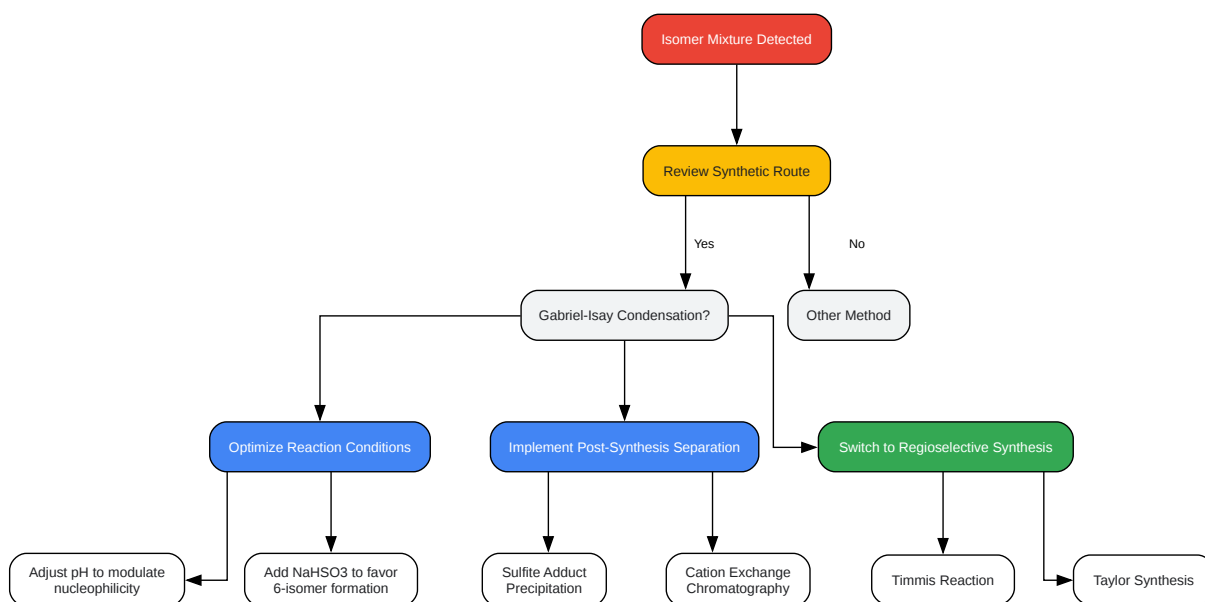 Isomer Mixture Detected
Review Synthetic Route
Yes
No
Gabriel-Isay Condensation?
Other Method
Optimize Reaction Conditions
Implement Post-Synthesis Separation
Switch to Regioselective Synthesis
Adjust pH to modulate
nucleophilicity
Add NaHSO3 to favor
6-isomer formation
Sulfite Adduct
Precipitation
Cation Exchange
Chromatography
Timmis Reaction
Taylor Synthesis